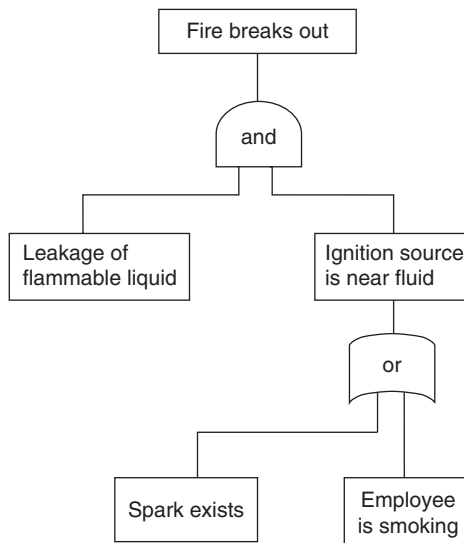 Fire breaks out
and
Leakage of
flammable liquid
Ignition source
is near fluid
or
Spark exists
Employee
is smoking